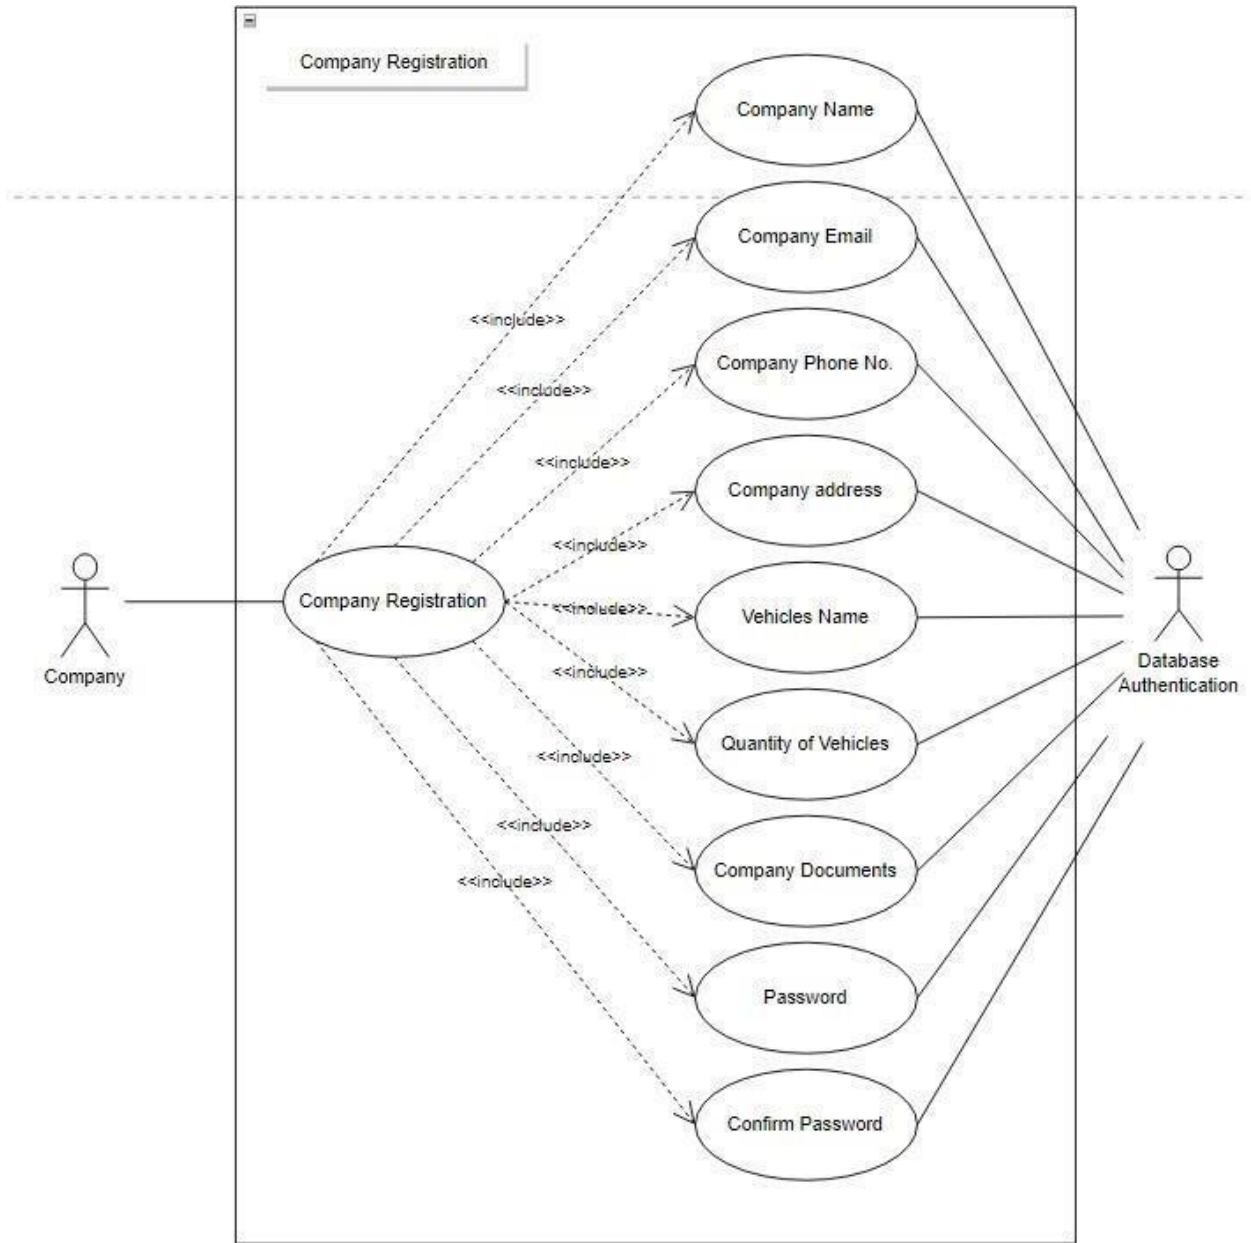 Company Registration
Company Name
Company Email
<<include>>
Company Phone No.
<<include>>
<<include>>
Company address
<<include>>
Company Registration
<<include>>
Vehicles Name
Company
Database
Authentication
<<include>>
Quantity of Vehicles
<<include>>
<<include>>
Company Documents
<<include>>
Password
Confirm Password